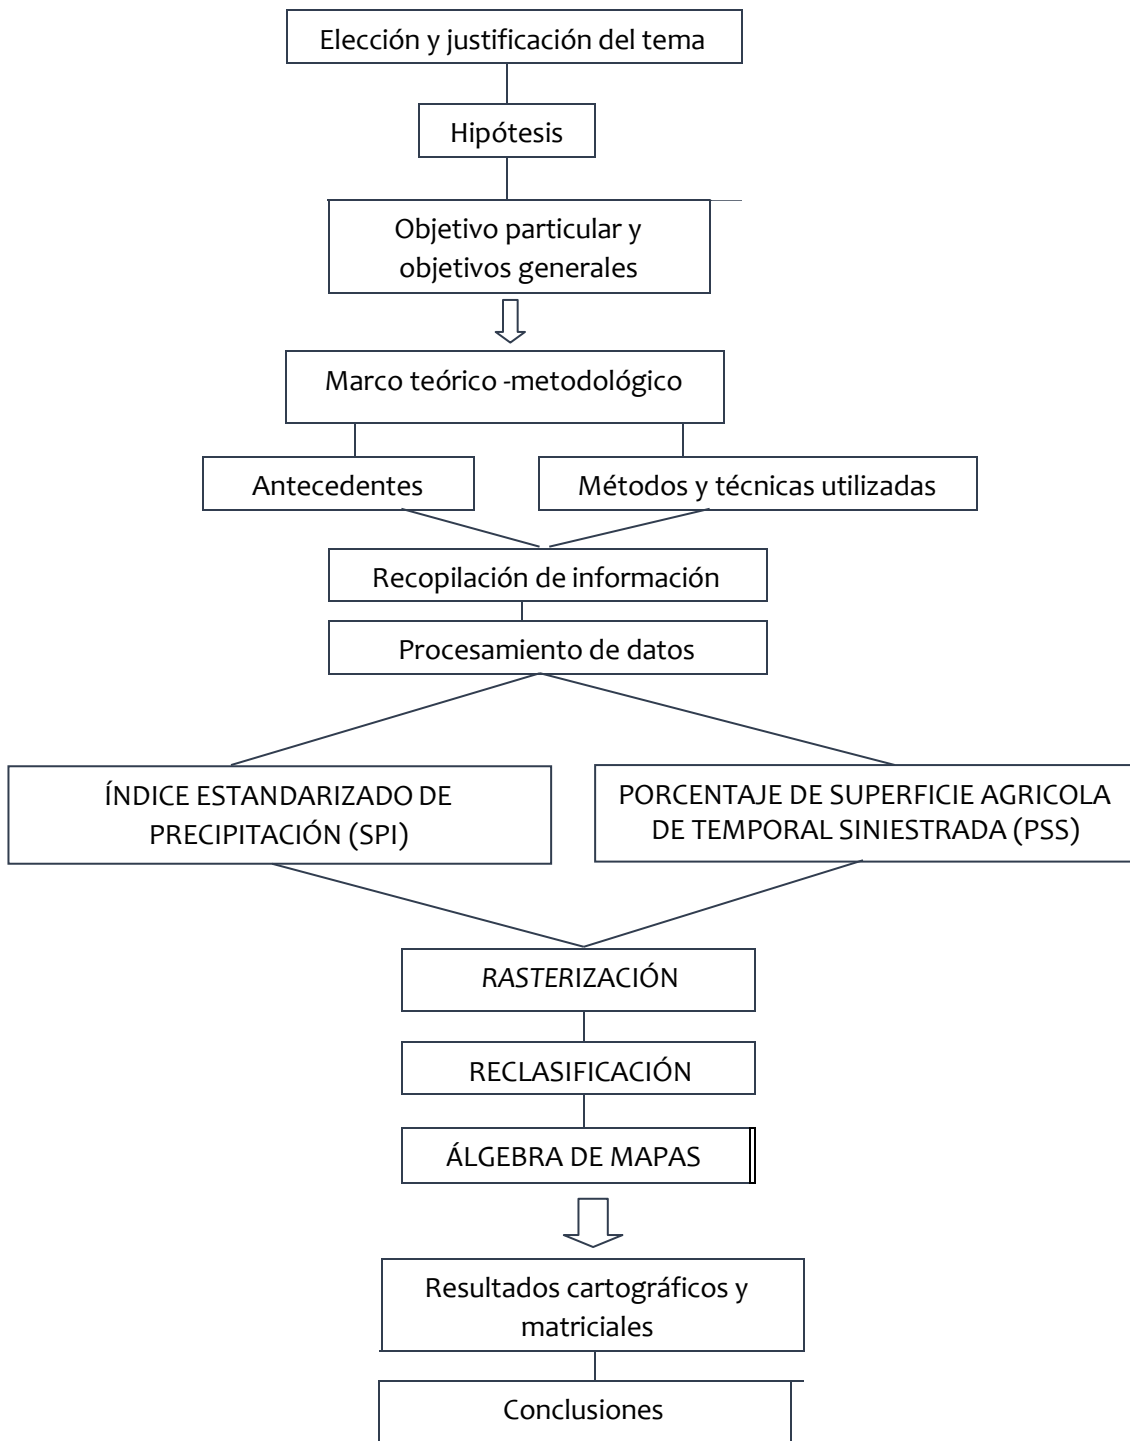 Elección y justificación del tema
Hipótesis
Objetivo particular y
objetivos generales
Marco teórico -metodológico
Antecedentes
Métodos y técnicas utilizadas
Recopilación de información
Procesamiento de datos
ÍNDICE ESTANDARIZADO DE
PRECIPITACIÓN (SPI)
PORCENTAJE DE SUPERFICIE AGRICOLA
DE TEMPORAL SINIESTRADA (PSS)
RASTERIZACIÓN
RECLASIFICACIÓN
ÁLGEBRA DE MAPAS
Resultados cartográficos y
matriciales
Conclusiones